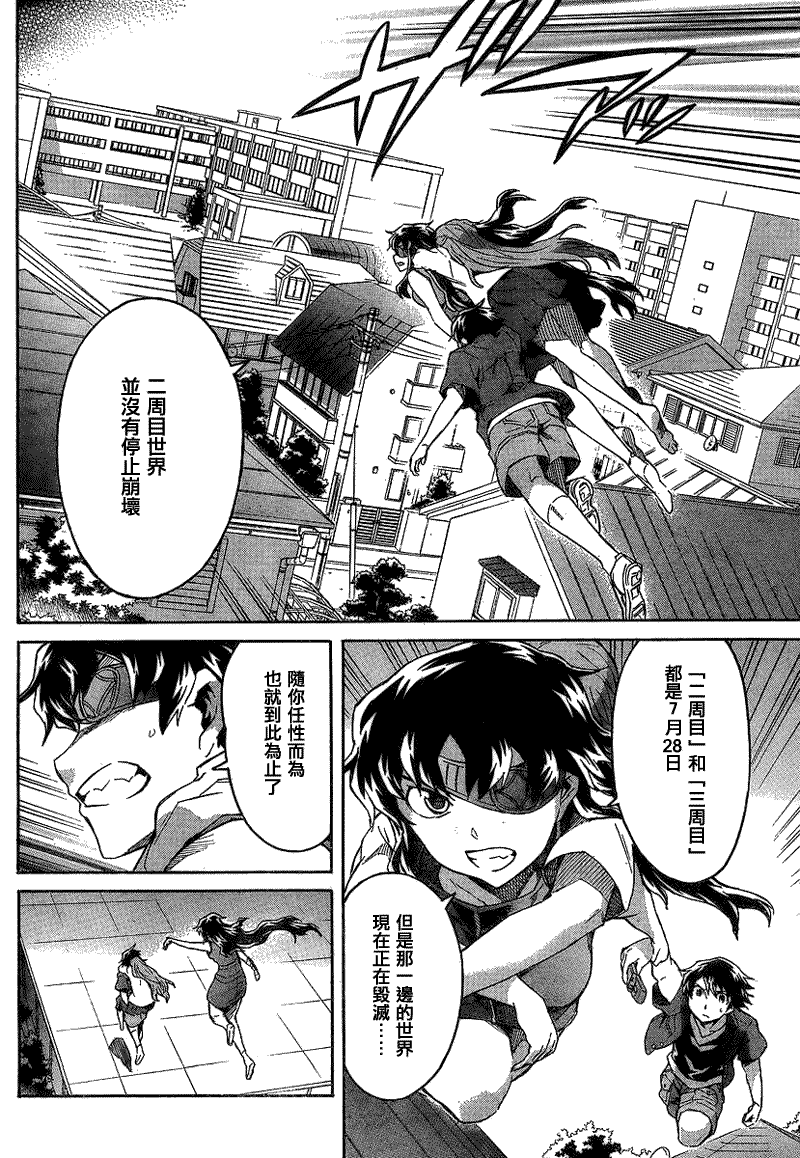 ザッ
二周目世界
並沒有停止崩壞
「二周目」和「三周目」
都是7月28日
但是那一邊的世界
現在正在毀滅……
隨你任性而為
也就到此為止了